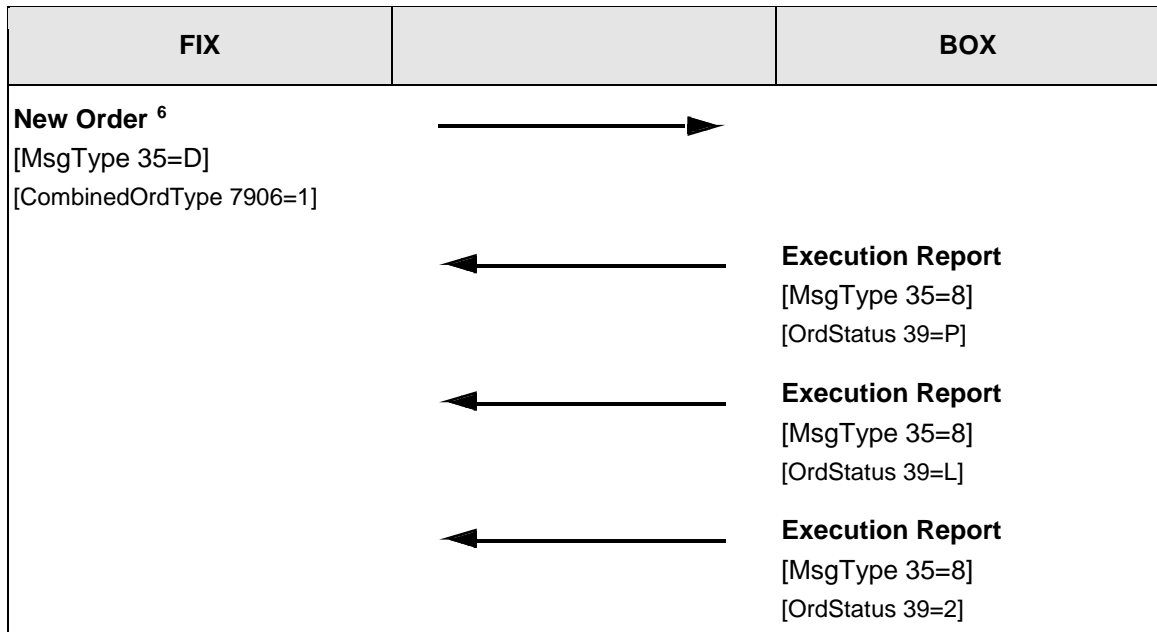 FIX
BOX
New Order 6
[MsgType 35=D]
[CombinedOrdType 7906=1]
Execution Report
[MsgType 35=8]
[OrdStatus 39=P]
Execution Report
[MsgType 35=8]
[OrdStatus 39=L]
Execution Report
[MsgType 35=8]
[OrdStatus 39=2]